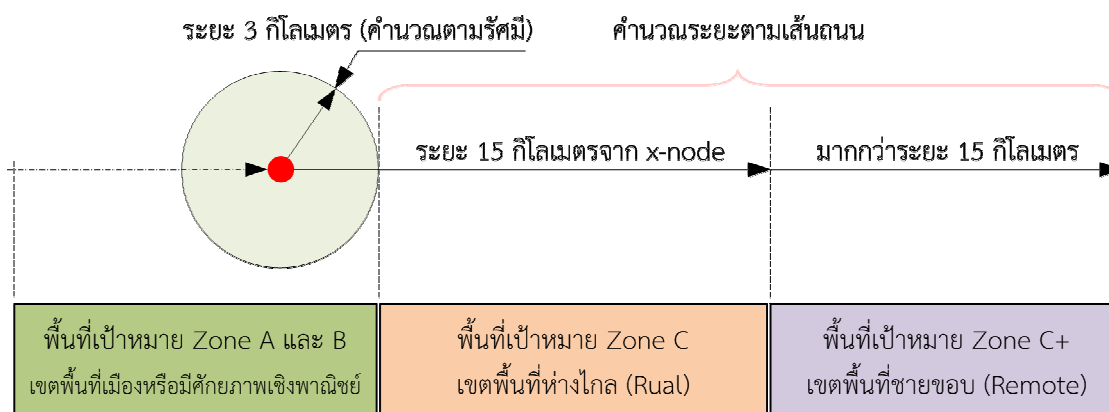 ระยะ 3 กิโลเมตร (คำนวณตามรัศมี)
คำนวณระยะตามเส้นถนน
ระยะ 15 กิโลเมตรจาก x-node
มากกว่าระยะ 15 กิโลเมตร
พื้นที่เป้าหมาย Zone A และ B
เขตพื้นที่เมืองหรือมีศักยภาพเชิงพาณิชย์
พื้นที่เป้าหมาย Zone C
เขตพื้นที่ห่างไกล (Rual)
พื้นที่เป้าหมาย Zone C+
เขตพื้นที่ชายขอบ (Remote)